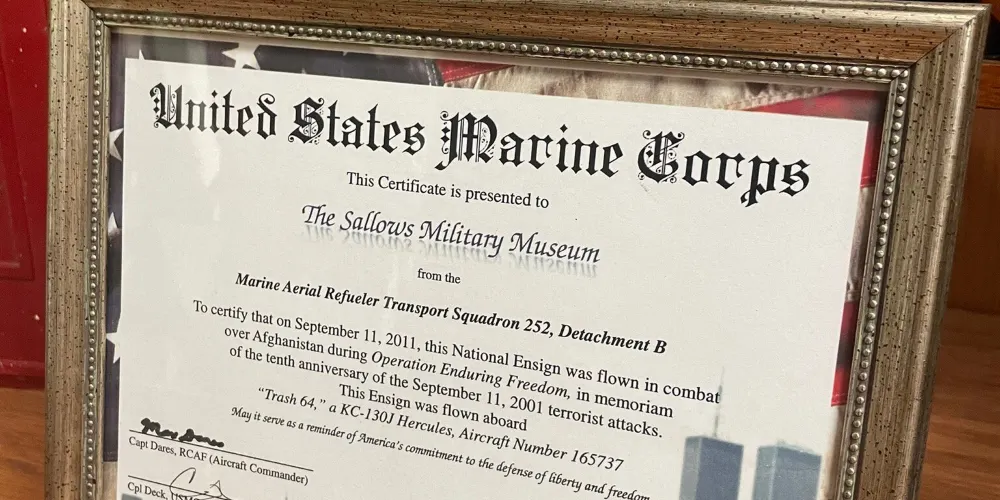 United States Marine Corps
This Certificate is presented to
The Sallows Military Museum
from the
Marine Aerial Refueler Transport Squadron 252, Detachment B
To certify that on September 11, 2011, this National Ensign was flown in combat
over Afghanistan during Operation Enduring Freedom, in memoriam
of the tenth anniversary of the September 11, 2001 terrorist attacks.
This Ensign was flown aboard
“Trash 64,” a KC-130J Hercules, Aircraft Number 165737
May it serve as a reminder of America's commitment to the defense of liberty and freedom
Capt Dares, RCAF (Aircraft Commander)
Cpl Deck,